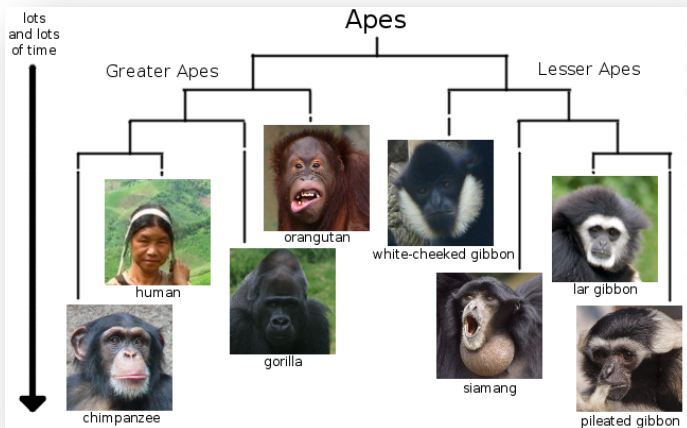 lots
and lots
of time
Apes
Greater Apes
Lesser Apes
orangutan
white-cheeked gibbon
human
lar gibbon
gorilla
siamang
chimpanzee
pileated gibbon